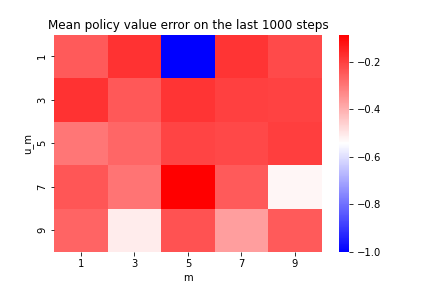 Mean policy value error on the last 1000 steps
u_m
1
3
5
7
9
1 3 5 7 9
m
−0.2
−0.4
−0.6
−0.8
−1.0